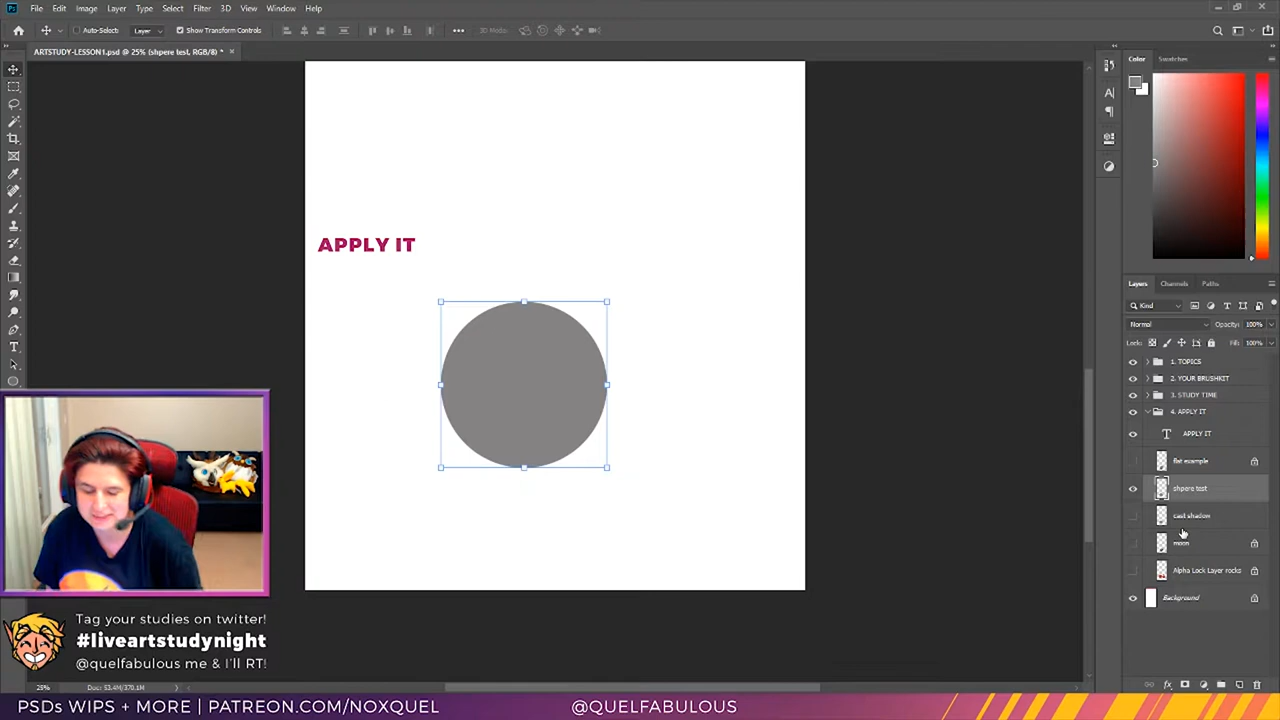 File Edit Image Layer Type Select Filter 3D View Window Help
Auto-Select: Layer Show Transform Controls 3D Mode:
ARTSTUDY-LESSON1.psd @ 25% (shpere test, RGB/8) *
Color Swatches
APPLY IT
Layers Channels Paths
Kind
Normal Opacity: 100%
Lock: Fill: 100%
1. TOPICS
2. YOUR BRUSHKIT
3. STUDY TIME
4. APPLY IT
APPLY IT
flat example
shpere test
cast shadow
moon
Alpha Lock Layer rocks
Background
Tag your studies on twitter!
#liveartstudynight
@quelfabulous me & I'll RT!
25% Doc: 53.4M/370.1M
PSDs WIPS + MORE | PATREON.COM/NOXQUEL @QUELFABULOUS